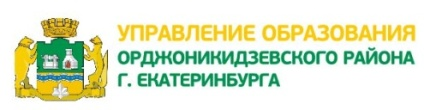 УПРАВЛЕНИЕ ОБРАЗОВАНИЯ
ОРДЖОНИКИДЗЕВСКОГО РАЙОНА
Г. ЕКАТЕРИНБУРГА